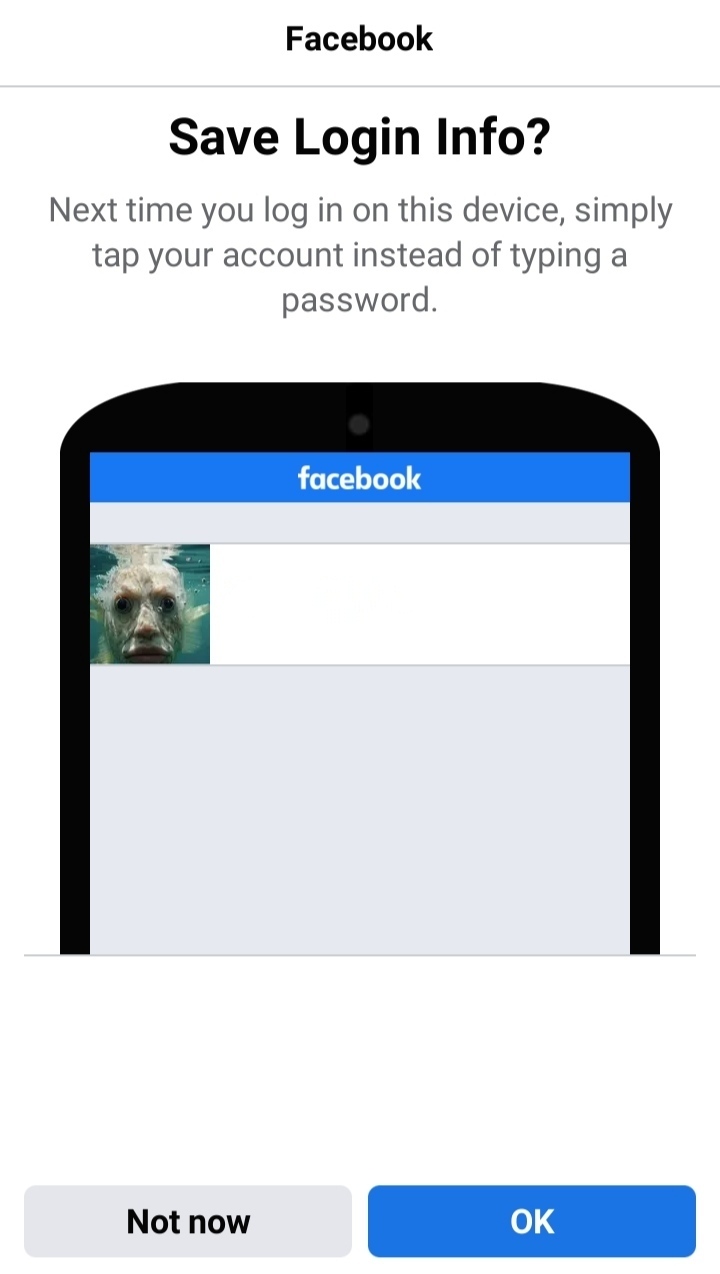 Facebook
Save Login Info?
Next time you log in on this device, simply
tap your account instead of typing a
password.
facebook
Not now
OK